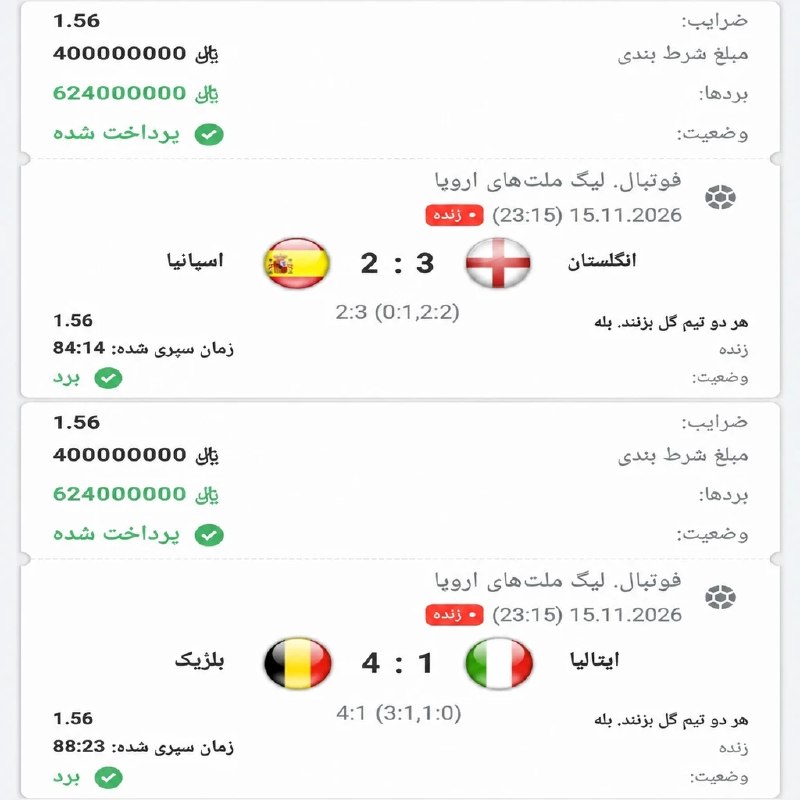 ضرایب: 1.56
مبلغ شرط بندی 400000000 ﷼
بردها: 624000000 ﷼
وضعیت: پرداخت شده
فوتبال. لیگ ملت‌های اروپا
15.11.2026 (23:15) • زنده
انگلستان 3 : 2 اسپانیا
2:3 (0:1,2:2)
هر دو تیم گل بزنند. بله 1.56
زنده زمان سپری شده: 84:14
وضعیت: برد
ضرایب: 1.56
مبلغ شرط بندی 400000000 ﷼
بردها: 624000000 ﷼
وضعیت: پرداخت شده
فوتبال. لیگ ملت‌های اروپا
15.11.2026 (23:15) • زنده
ایتالیا 1 : 4 بلژیک
4:1 (3:1,1:0)
هر دو تیم گل بزنند. بله 1.56
زنده زمان سپری شده: 88:23
وضعیت: برد